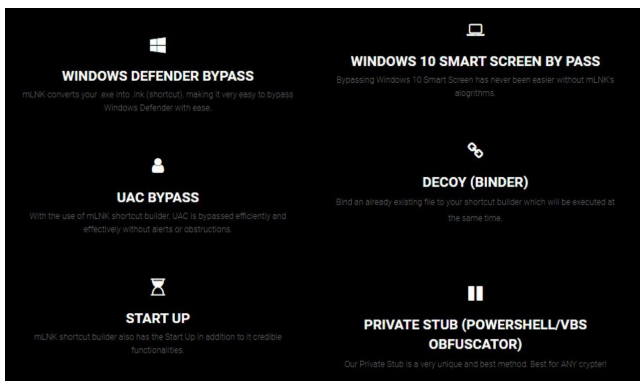 WINDOWS DEFENDER BYPASS
mLNK converts your .exe into .lnk (shortcut), making it very easy to bypass
Windows Defender with ease.
WINDOWS 10 SMART SCREEN BY PASS
Bypassing Windows 10 Smart Screen has never been easier without mLNK's
alogrithms.
UAC BYPASS
With the use of mLNK shortcut builder, UAC is bypassed efficiently and
effectively without alerts or obstructions.
DECOY (BINDER)
Bind an already existing file to your shortcut builder which will be executed at
the same time.
START UP
mLNK shortcut builder also has the Start Up in addition to it credible
functionalities.
PRIVATE STUB (POWERSHELL/VBS
OBFUSCATOR)
Our Private Stub is a very unique and best method. Best for ANY crypter!